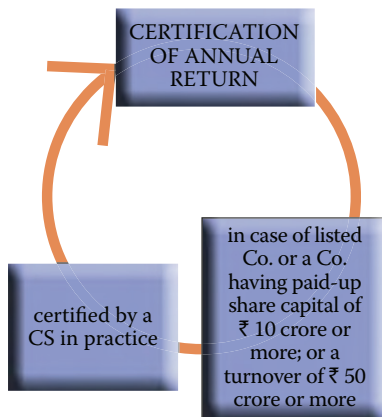 CERTIFICATION
OF ANNUAL
RETURN
in case of listed
Co. or a Co.
having paid-up
share capital of
₹ 10 crore or
more; or a
turnover of ₹ 50
crore or more
certified by a
CS in practice